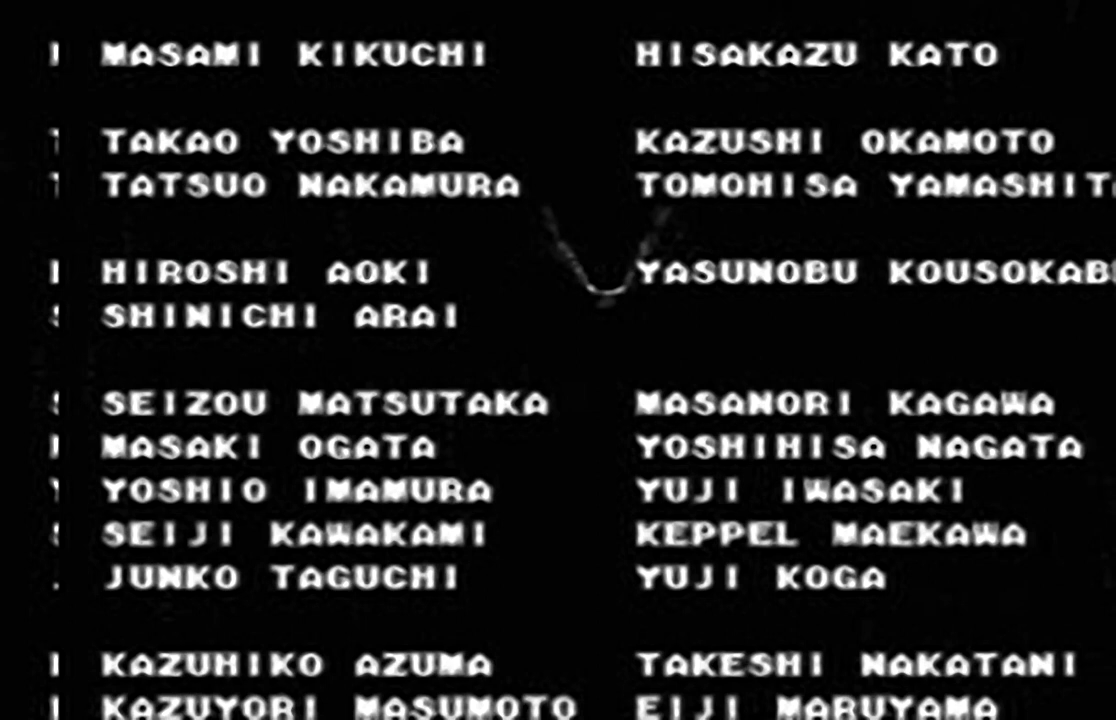 MASAMI KIKUCHI HISAKAZU KATO
TAKAO YOSHIBA KAZUSHI OKAMOTO
TATSUO NAKAMURA TOMOHISA
HIROSHI AOKI YASUNOBU
SHINICHI ARAI
SEIZOU MATSUTAKA MASANORI KAGAWA
MASAKI OGATA YOSHIHISA NAGATA
YOSHIO IMAMURA YUJI IWASAKI
SEIJI KAWAKAMI KEPPEL MAEKAWA
JUNKO TAGUCHI YUJI KOGA
KAZUHIKO AZUMA TAKESHI NAKATANI
KAZUYORI MASUMOTO EIJI MARUYAMA